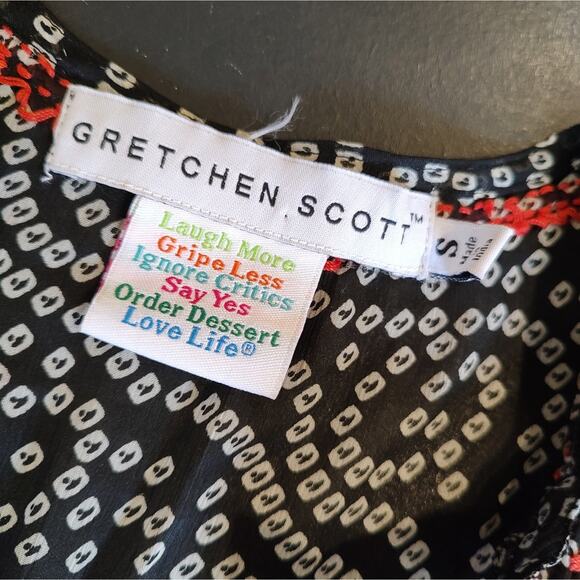 GRETCHEN SCOTT™
S
Laugh More
Gripe Less
Ignore Critics
Say Yes
Order Dessert
Love Life®